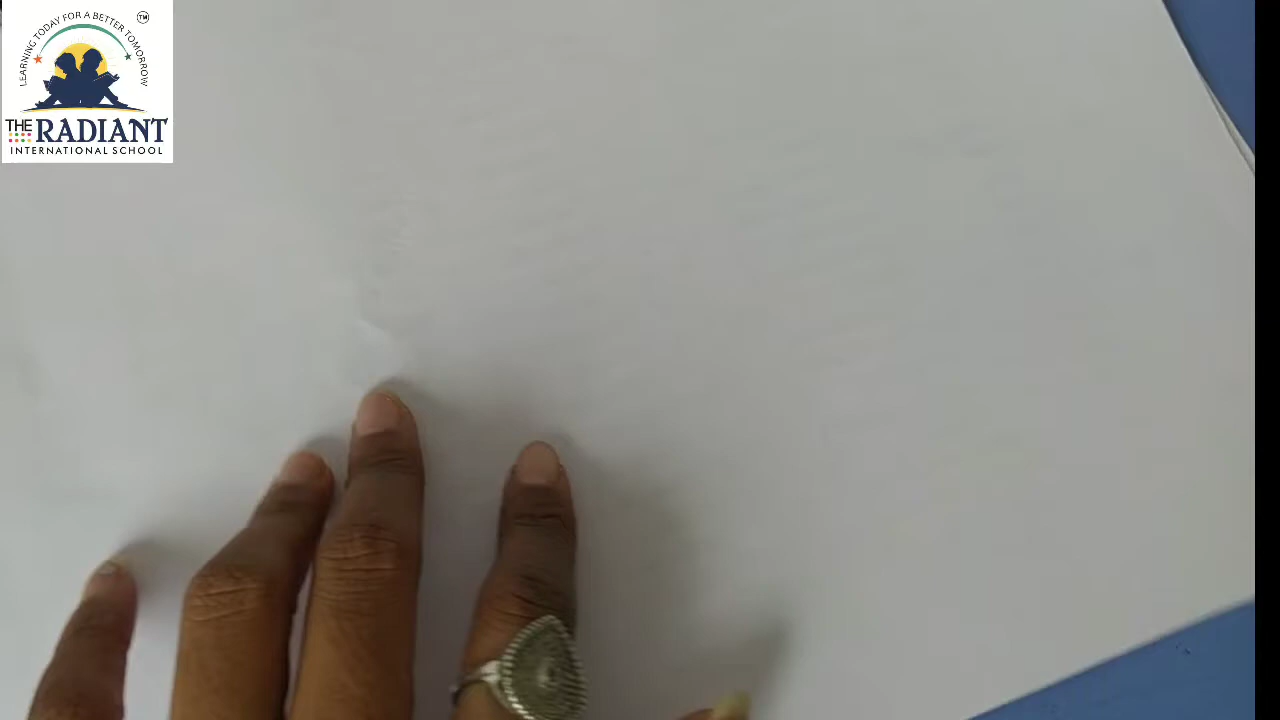 LEARNING TODAY FOR A BETTER TOMORROW
TM
THE RADIANT
INTERNATIONAL SCHOOL